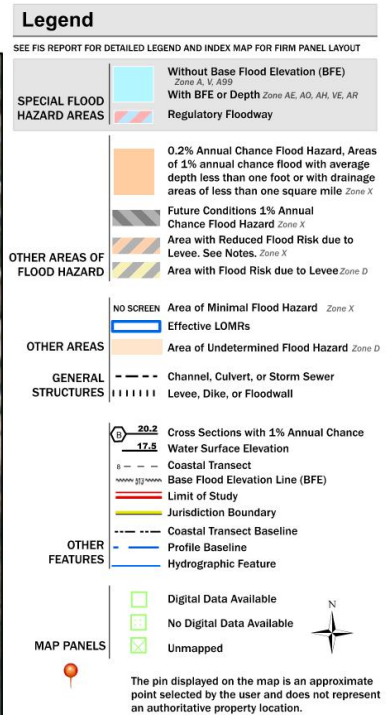 Legend
SEE FIS REPORT FOR DETAILED LEGEND AND INDEX MAP FOR FIRM PANEL LAYOUT
SPECIAL FLOOD
HAZARD AREAS
Without Base Flood Elevation (BFE)
Zone A, V, A99
With BFE or Depth Zone AE, AO, AH, VE, AR
Regulatory Floodway
OTHER AREAS OF
FLOOD HAZARD
0.2% Annual Chance Flood Hazard, Areas
of 1% annual chance flood with average
depth less than one foot or with drainage
areas of less than one square mile Zone X
Future Conditions 1% Annual
Chance Flood Hazard Zone X
Area with Reduced Flood Risk due to
Levee. See Notes. Zone X
Area with Flood Risk due to Levee Zone D
OTHER AREAS
NO SCREEN Area of Minimal Flood Hazard Zone X
Effective LOMRs
Area of Undetermined Flood Hazard Zone D
GENERAL
STRUCTURES
Channel, Culvert, or Storm Sewer
Levee, Dike, or Floodwall
OTHER
FEATURES
B 20.2 Cross Sections with 1% Annual Chance
17.5 Water Surface Elevation
8 Coastal Transect
Base Flood Elevation Line (BFE)
Limit of Study
Jurisdiction Boundary
Coastal Transect Baseline
Profile Baseline
Hydrographic Feature
MAP PANELS
Digital Data Available
No Digital Data Available
Unmapped
N
The pin displayed on the map is an approximate
point selected by the user and does not represent
an authoritative property location.